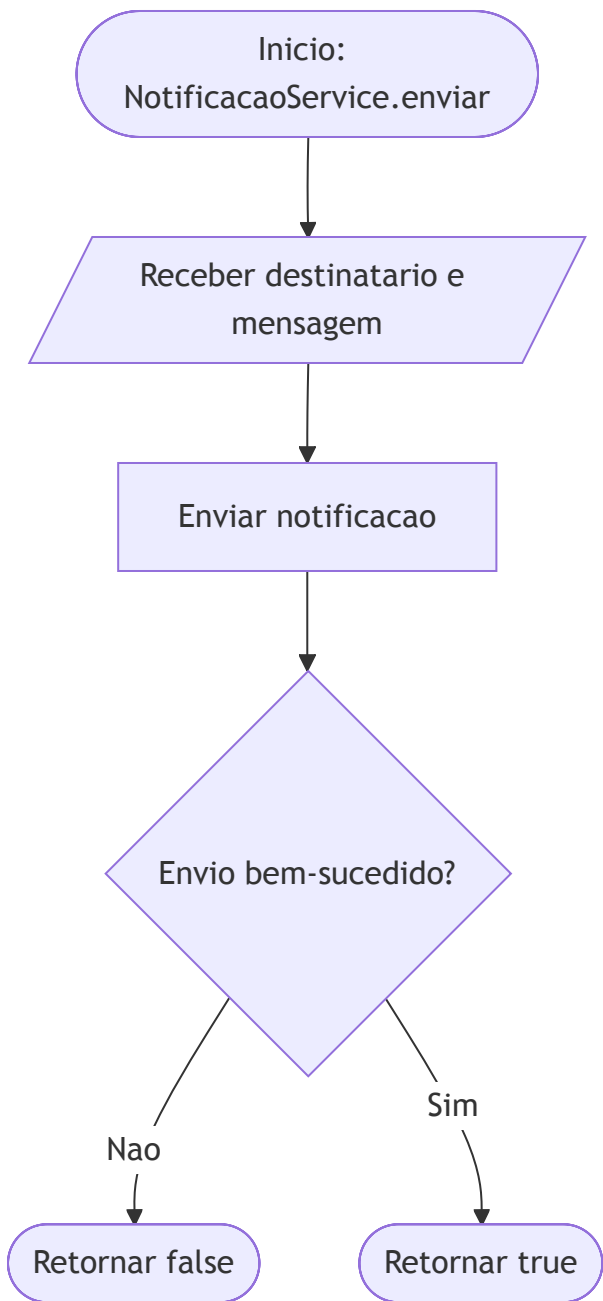 Inicio:
NotificacaoService.enviar
Receber destinatario e
mensagem
Enviar notificacao
Envio bem-sucedido?
Nao
Sim
Retornar false
Retornar true